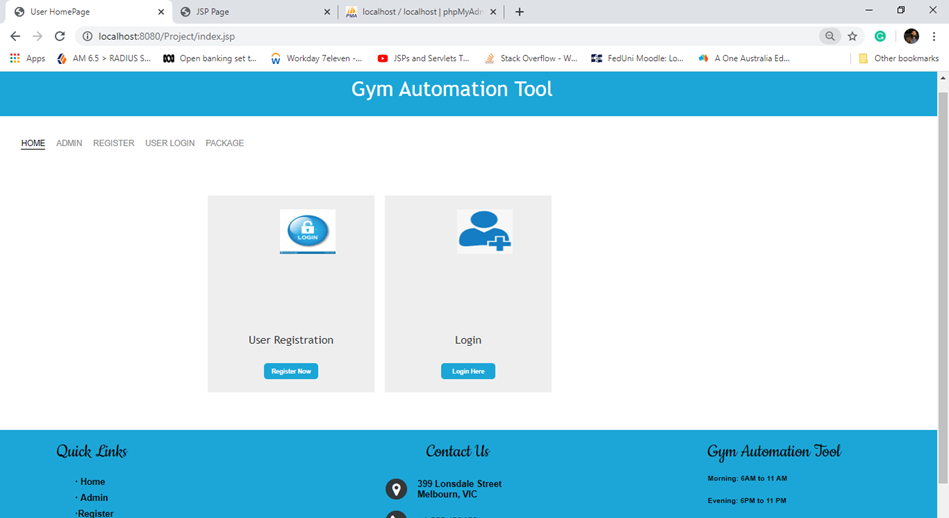 User HomePage
JSP Page
localhost / localhost | phpMyAdm
localhost:8080/Project/index.jsp
Apps
AM 6.5 > RADIUS S...
Open banking set t...
Workday 7eleven -...
JSPs and Servlets T...
Stack Overflow - W...
FedUni Moodle: Lo...
A One Australia Ed...
Other bookmarks
Gym Automation Tool
HOME ADMIN REGISTER USER LOGIN PACKAGE
LOGIN
User Registration
Login
Register Now
Login Here
Quick Links
· Home
· Admin
·Register
Contact Us
399 Lonsdale Street
Melbourn, VIC
Gym Automation Tool
Morning: 6AM to 11 AM
Evening: 6PM to 11 PM